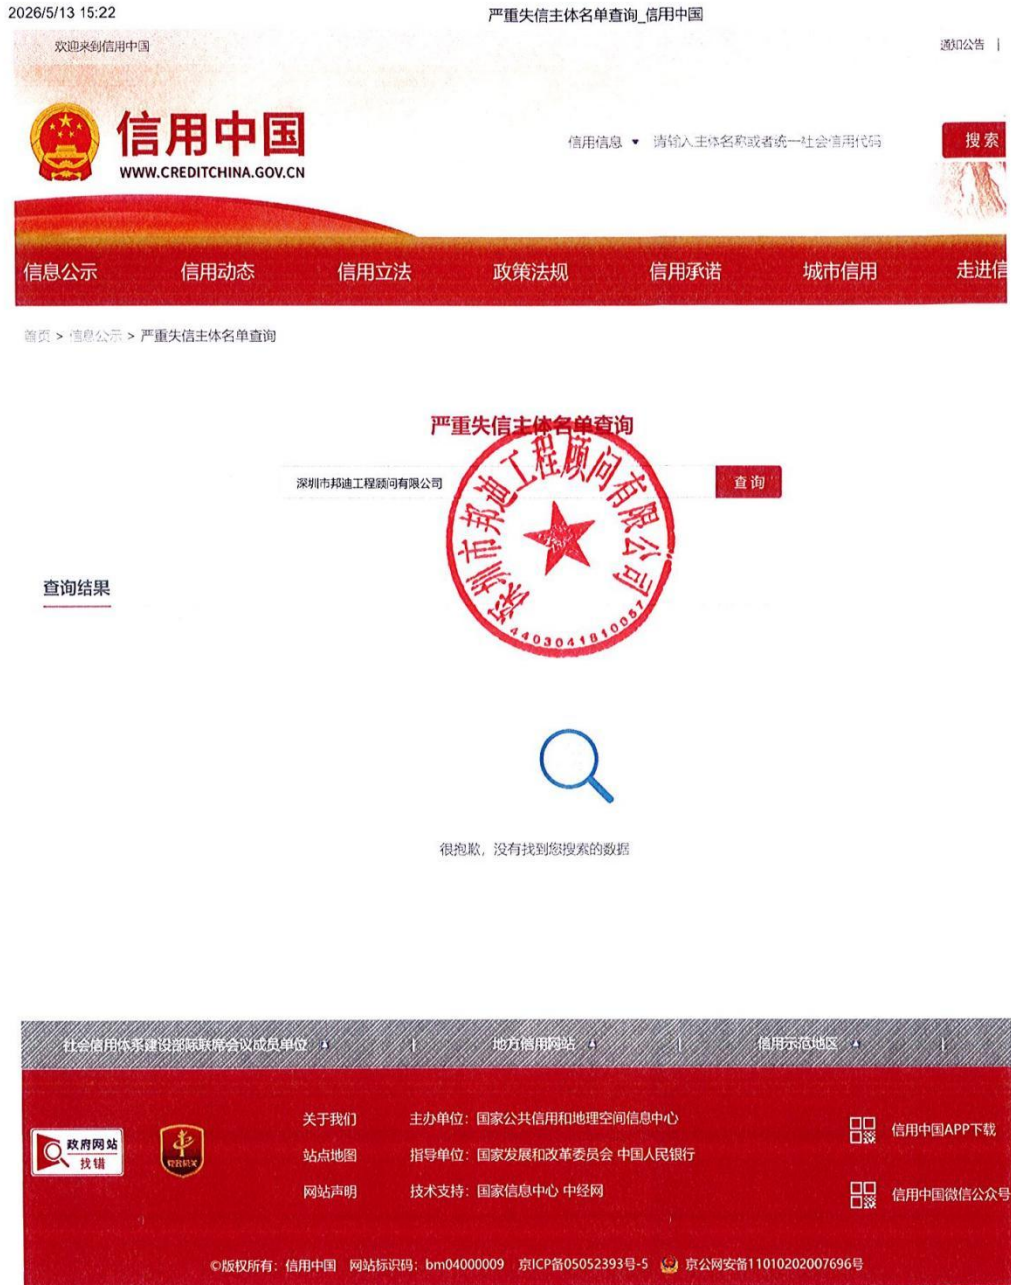 2026/5/13 15:22
严重失信主体名单查询_信用中国
欢迎来到信用中国
通知公告 |
信用中国
WWW.CREDITCHINA.GOV.CN
信用信息 ▾ 请输入主体名称或者统一社会信用代码
搜索
信息公示 信用动态 信用立法 政策法规 信用承诺 城市信用 走进信
首页 > 信息公示 > 严重失信主体名单查询
严重失信主体名单查询
深圳市邦迪工程顾问有限公司
查询
深圳市邦迪工程顾问有限公司
4403041810057
查询结果
很抱歉，没有找到您搜索的数据
社会信用体系建设部际联席会议成员单位 | 地方信用网站 | 信用示范地区 |
政府网站
找错
党政机关
关于我们 主办单位：国家公共信用和地理空间信息中心
信用中国APP下载
站点地图 指导单位：国家发展和改革委员会 中国人民银行
网站声明 技术支持：国家信息中心 中经网
信用中国微信公众号
©版权所有：信用中国 网站标识码：bm04000009 京ICP备05052393号-5 京公网安备11010202007696号